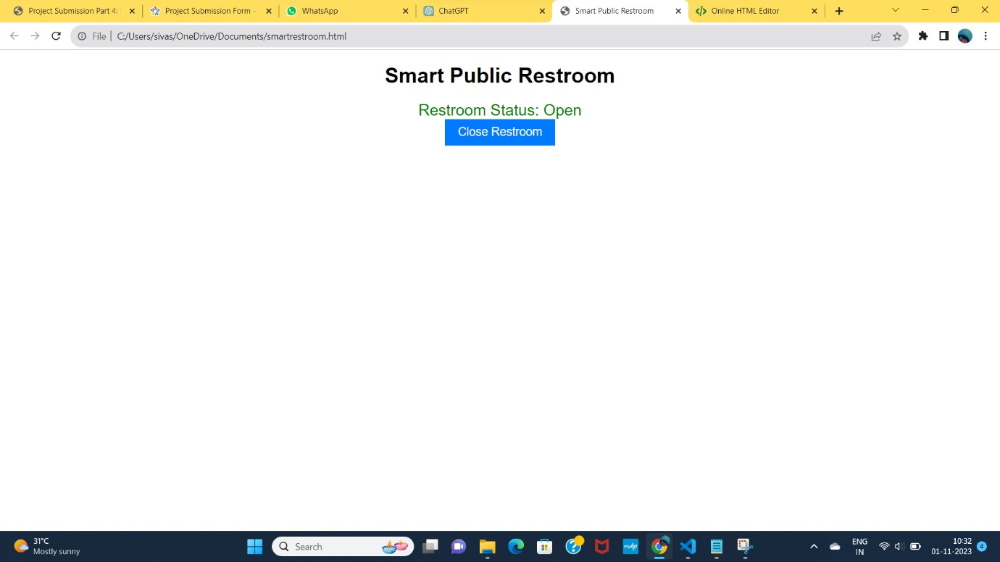 Project Submission Part 4:
Project Submission Form -
WhatsApp
ChatGPT
Smart Public Restroom
Online HTML Editor
File | C:/Users/sivas/OneDrive/Documents/smartrestroom.html
Smart Public Restroom
Restroom Status: Open
Close Restroom
31°C
Mostly sunny
Search
myhp
ENG
IN
10:32
01-11-2023
4